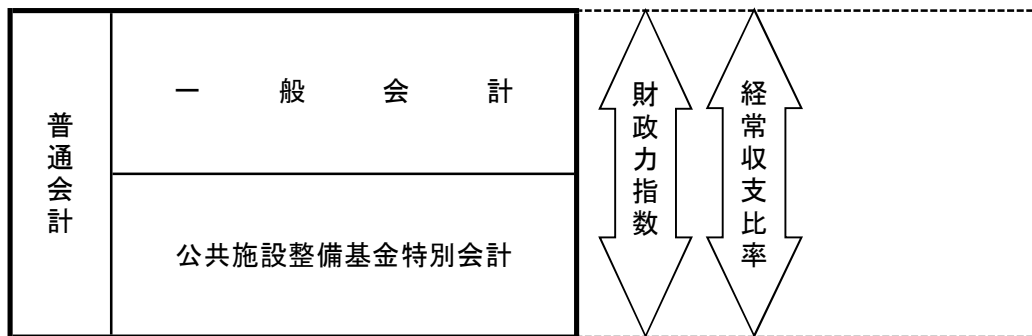 普通会計
一般会計
公共施設整備基金特別会計
財政力指数
経常収支比率